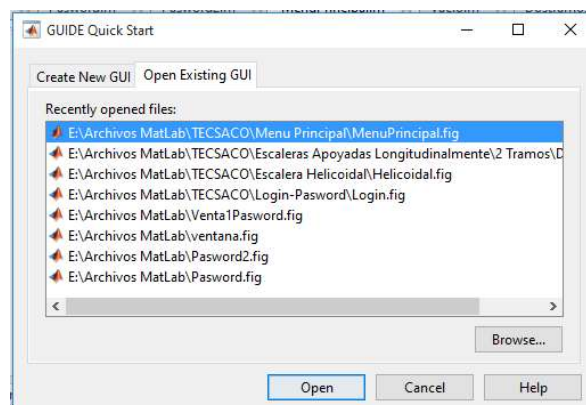 GUIDE Quick Start
Create New GUI Open Existing GUI
Recently opened files:
E:\Archivos MatLab\TECSACO\Menu Principal\MenuPrincipal.fig
E:\Archivos MatLab\TECSACO\Escaleras Apoyadas Longitudinalmente\2 Tramos\D
E:\Archivos MatLab\TECSACO\Escalera Helicoidal\Helicoidal.fig
E:\Archivos MatLab\TECSACO\Login-Pasword\Login.fig
E:\Archivos MatLab\Venta1Pasword.fig
E:\Archivos MatLab\ventana.fig
E:\Archivos MatLab\Pasword2.fig
E:\Archivos MatLab\Pasword.fig
Browse...
Open Cancel Help